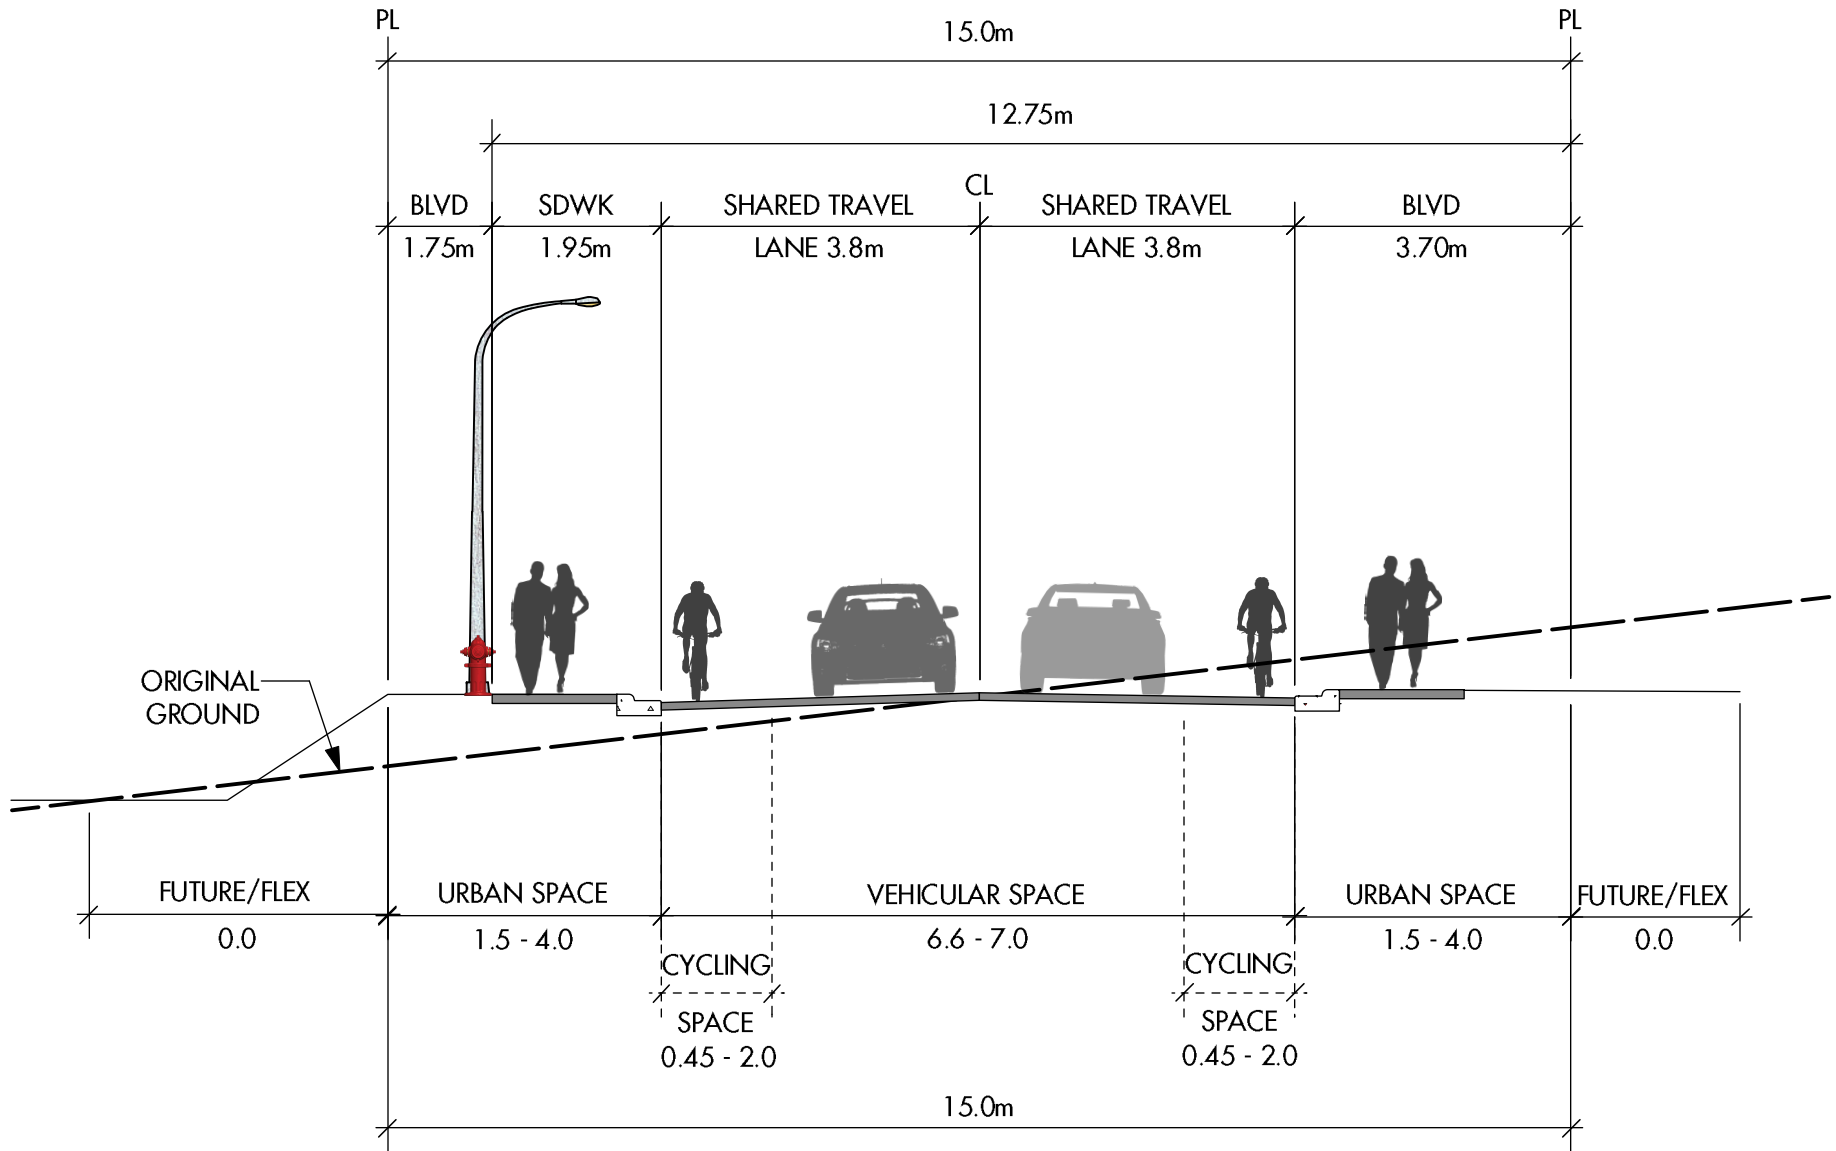 PL
PL
15.0m
12.75m
CL
BLVD
SDWK
SHARED TRAVEL
SHARED TRAVEL
BLVD
1.75m
1.95m
LANE 3.8m
LANE 3.8m
3.70m
ORIGINAL
GROUND
FUTURE/FLEX
URBAN SPACE
VEHICULAR SPACE
URBAN SPACE
FUTURE/FLEX
0.0
1.5 - 4.0
6.6 - 7.0
1.5 - 4.0
0.0
CYCLING
CYCLING
SPACE
SPACE
0.45 - 2.0
0.45 - 2.0
15.0m